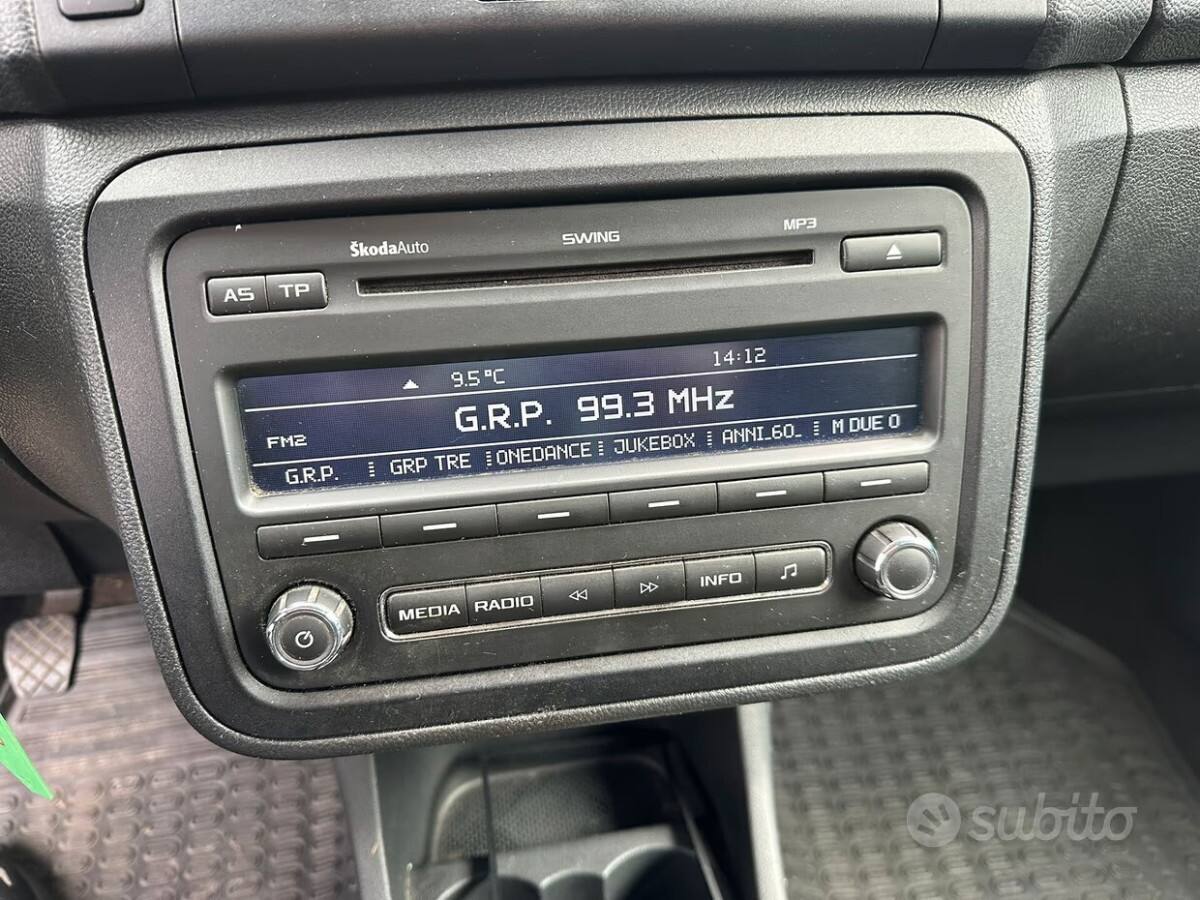 ŠkodaAuto SWING MP3
AS TP
9.5°C 14:12
G.R.P. 99.3 MHz
FM2
G.R.P. GRP TRE ONEDANCE JUKEBOX ANNI_60_ M DUE O
MEDIA RADIO INFO
subito